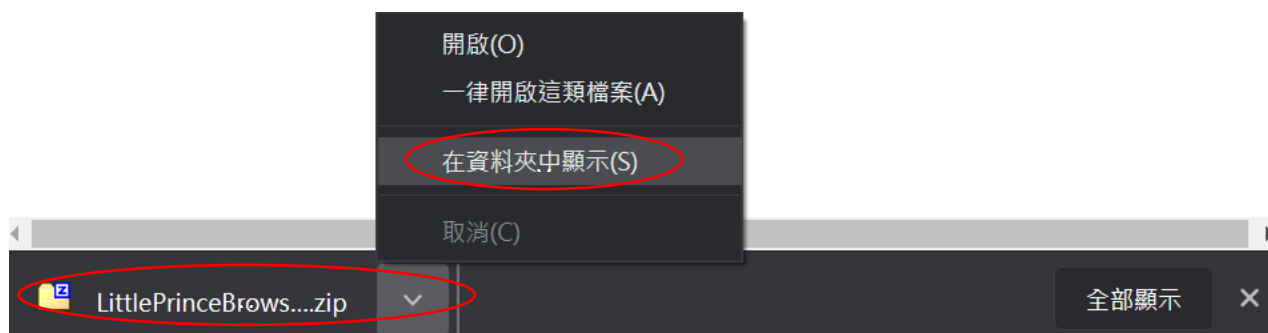 開啟(O)
一律開啟這類檔案(A)
在資料夾中顯示(S)
取消(C)
LittlePrinceBrows....zip
全部顯示